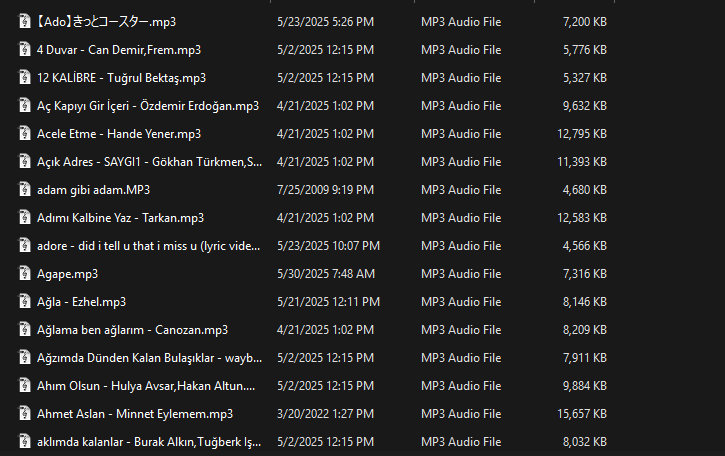 【Ado】きっとコースター.mp3 5/23/2025 5:26 PM MP3 Audio File 7,200 KB
4 Duvar - Can Demir,Frem.mp3 5/2/2025 12:15 PM MP3 Audio File 5,776 KB
12 KALİBRE - Tuğrul Bektaş.mp3 5/2/2025 12:15 PM MP3 Audio File 5,327 KB
Aç Kapıyı Gir İçeri - Özdemir Erdoğan.mp3 4/21/2025 1:02 PM MP3 Audio File 9,632 KB
Acele Etme - Hande Yener.mp3 4/21/2025 1:02 PM MP3 Audio File 12,795 KB
Açık Adres - SAYGI1 - Gökhan Türkmen,S... 4/21/2025 1:02 PM MP3 Audio File 11,393 KB
adam gibi adam.MP3 7/25/2009 9:19 PM MP3 Audio File 4,680 KB
Adımı Kalbine Yaz - Tarkan.mp3 4/21/2025 1:02 PM MP3 Audio File 12,583 KB
adore - did i tell u that i miss u (lyric vide... 5/23/2025 10:07 PM MP3 Audio File 4,566 KB
Agape.mp3 5/30/2025 7:48 AM MP3 Audio File 7,316 KB
Ağla - Ezhel.mp3 5/21/2025 12:11 PM MP3 Audio File 8,146 KB
Ağlama ben ağlarım - Canozan.mp3 4/21/2025 1:02 PM MP3 Audio File 8,209 KB
Ağzımda Dünden Kalan Bulaşıklar - wayb... 5/2/2025 12:15 PM MP3 Audio File 7,911 KB
Ahım Olsun - Hulya Avsar,Hakan Altun.... 5/2/2025 12:15 PM MP3 Audio File 9,884 KB
Ahmet Aslan - Minnet Eylemem.mp3 3/20/2022 1:27 PM MP3 Audio File 15,657 KB
aklımda kalanlar - Burak Alkın,Tuğberk Iş... 5/2/2025 12:15 PM MP3 Audio File 8,032 KB